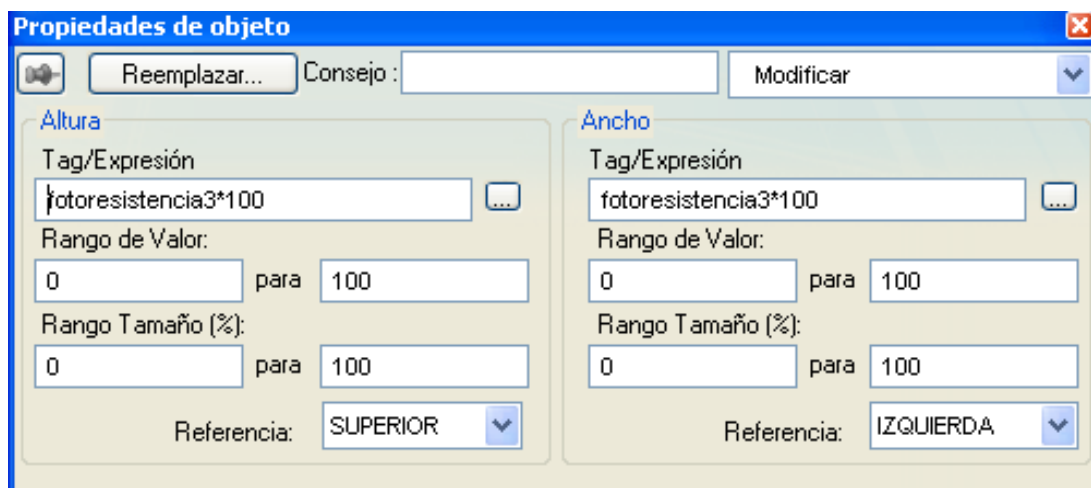 Propiedades de objeto
Reemplazar... Consejo : Modificar
Altura
Tag/Expresión
fotoresistencia3*100 ...
Rango de Valor:
0 para 100
Rango Tamaño (%):
0 para 100
Referencia: SUPERIOR
Ancho
Tag/Expresión
fotoresistencia3*100 ...
Rango de Valor:
0 para 100
Rango Tamaño (%):
0 para 100
Referencia: IZQUIERDA